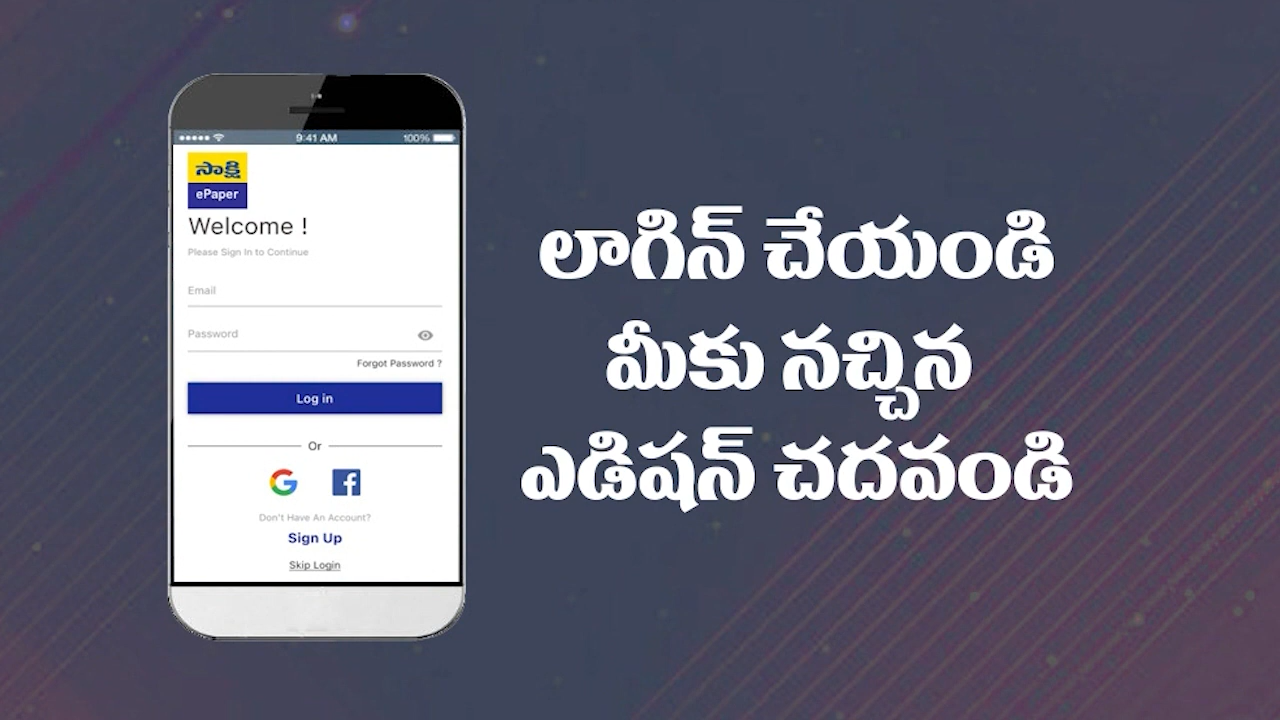 9:41 AM
100%
సాక్షి
ePaper
Welcome !
Please Sign In to Continue
Email
Password
Forgot Password ?
Log in
Or
Don't Have An Account?
Sign Up
Skip Login
లాగిన్ చేయండి
మీకు నచ్చిన
ఎడిషన్ చదవండి